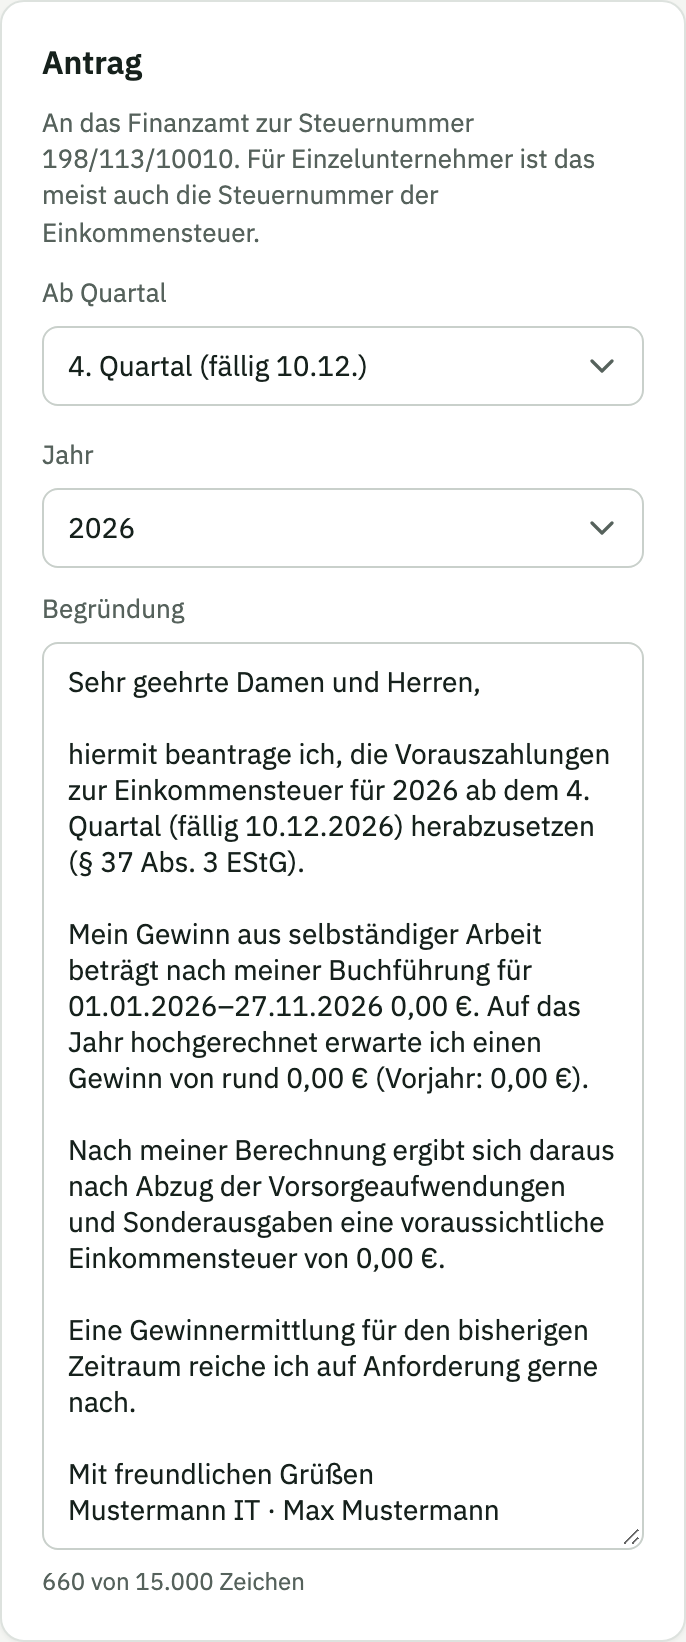 Antrag
An das Finanzamt zur Steuernummer
198/113/10010. Für Einzelunternehmer ist das
meist auch die Steuernummer der
Einkommensteuer.
Ab Quartal
4. Quartal (fällig 10.12.)
Jahr
2026
Begründung
Sehr geehrte Damen und Herren,
hiermit beantrage ich, die Vorauszahlungen
zur Einkommensteuer für 2026 ab dem 4.
Quartal (fällig 10.12.2026) herabzusetzen
(§ 37 Abs. 3 EStG).
Mein Gewinn aus selbständiger Arbeit
beträgt nach meiner Buchführung für
01.01.2026–27.11.2026 0,00 €. Auf das
Jahr hochgerechnet erwarte ich einen
Gewinn von rund 0,00 € (Vorjahr: 0,00 €).
Nach meiner Berechnung ergibt sich daraus
nach Abzug der Vorsorgeaufwendungen
und Sonderausgaben eine voraussichtliche
Einkommensteuer von 0,00 €.
Eine Gewinnermittlung für den bisherigen
Zeitraum reiche ich auf Anforderung gerne
nach.
Mit freundlichen Grüßen
Mustermann IT · Max Mustermann
660 von 15.000 Zeichen